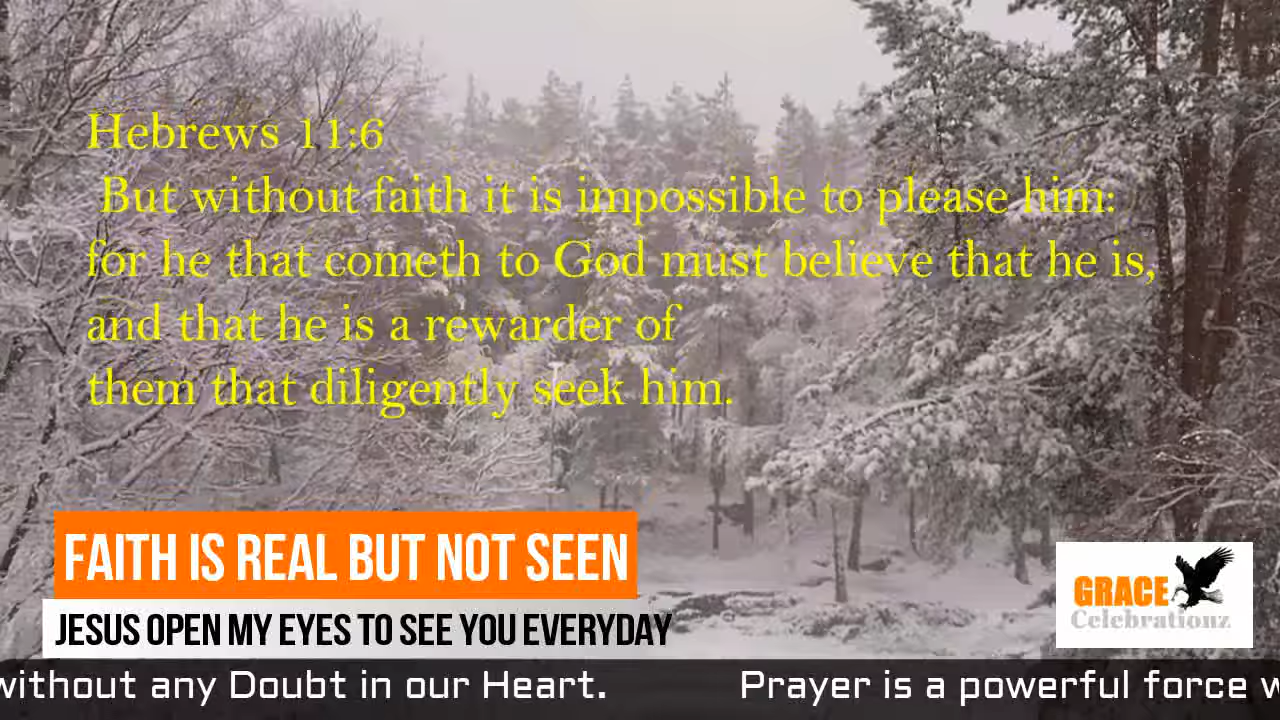 Hebrews 11:6
But without faith it is impossible to please him:
for he that cometh to God must believe that he is,
and that he is a rewarder of
them that diligently seek him.
FAITH IS REAL BUT NOT SEEN
JESUS OPEN MY EYES TO SEE YOU EVERYDAY
GRACE
Celebrationz
without any Doubt in our Heart. Prayer is a powerful force